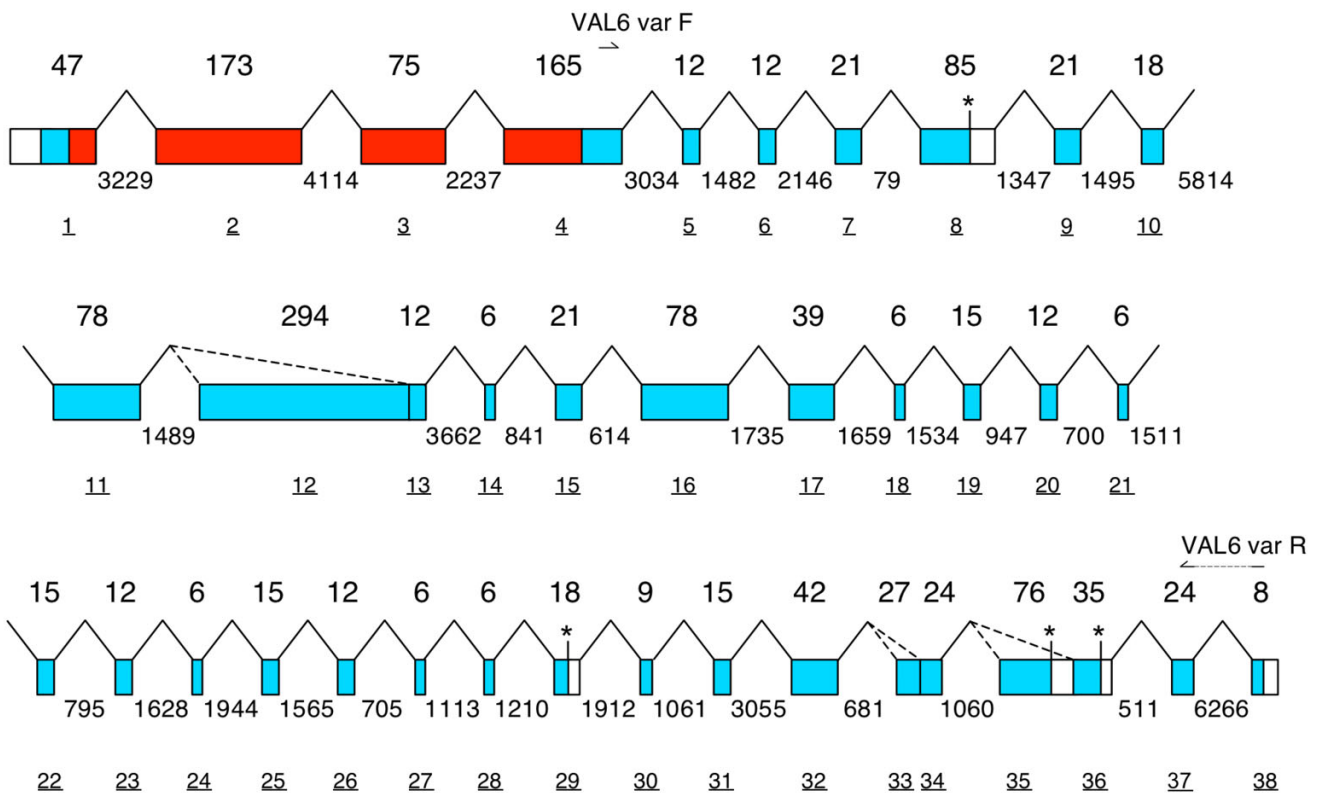 VAL6 var F
47 173 75 165 12 12 21 85 21 18
*
3229 4114 2237 3034 1482 2146 79 1347 1495 5814
1 2 3 4 5 6 7 8 9 10
78 294 12 6 21 78 39 6 15 12 6
1489 3662 841 614 1735 1659 1534 947 700 1511
11 12 13 14 15 16 17 18 19 20 21
VAL6 var R
15 12 6 15 12 6 6 18 9 15 42 27 24 76 35 24 8
* * *
795 1628 1944 1565 705 1113 1210 1912 1061 3055 681 1060 511 6266
22 23 24 25 26 27 28 29 30 31 32 33 34 35 36 37 38